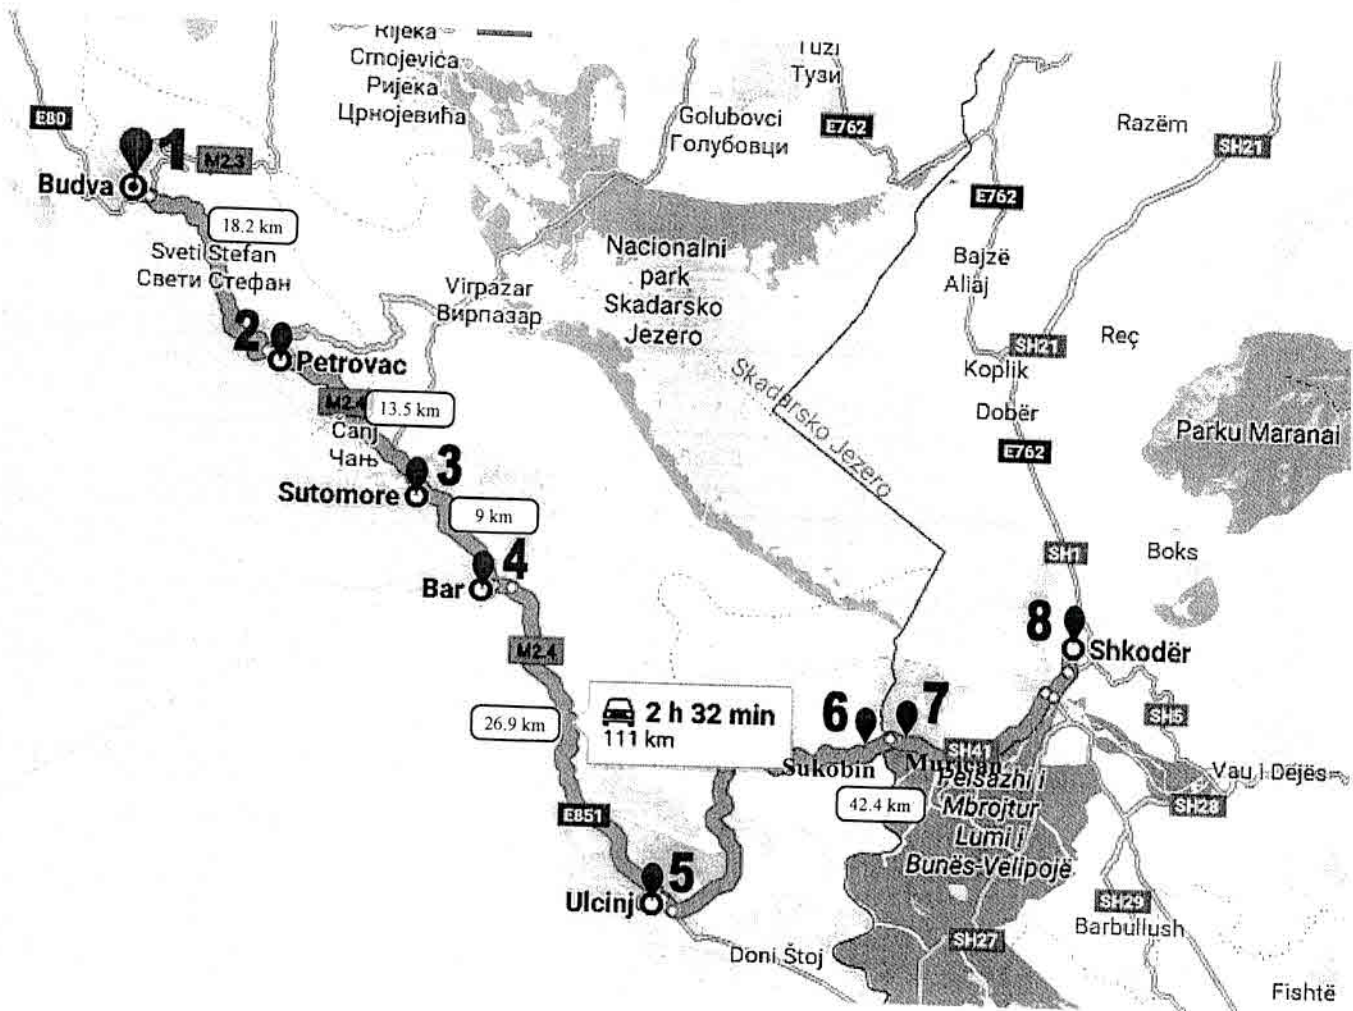 Rijeka
Crnojevića
Ријека
Црнојевића
Tuzi
Тузи
Golubovci
Голубовци
E762
Razëm
SH21
E80
1
M2.3
Budva
18.2 km
E762
Sveti Stefan
Свети Стефан
Nacionalni
park
Skadarsko
Jezero
Bajzë
Aliaj
Virpazar
Вирпазар
2
Petrovac
SH21
Reç
Koplik
Skadarsko Jezero
M2.4
13.5 km
Dobër
Čanj
Чањ
E762
Parku Maranai
3
Sutomore
9 km
SH1
Boks
4
Bar
8
Shkodër
M2.4
26.9 km
2 h 32 min
111 km
6
7
SH5
Sukobin
Murican
SH41
Vau i Dejës
Pejsazhi i
Mbrojtur
Lumi i
Bunës-Velipojë
42.4 km
SH28
E851
5
Ulcinj
SH29
Barbullush
SH27
Doni Štoj
Fishtë